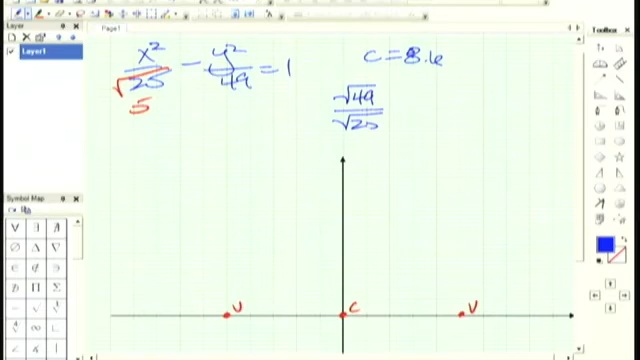 Layer
Page1
Toolbox
Layer1
x² / √25 − y² / 49 = 1
5
c = 8.6
√49 / √25
Symbol Map
∀ ∃ ∄
∅ ∆ ∇
∈ ∉ ∋
∏ ∑
− √
∝ ∞ ∟
∠
V
C
V